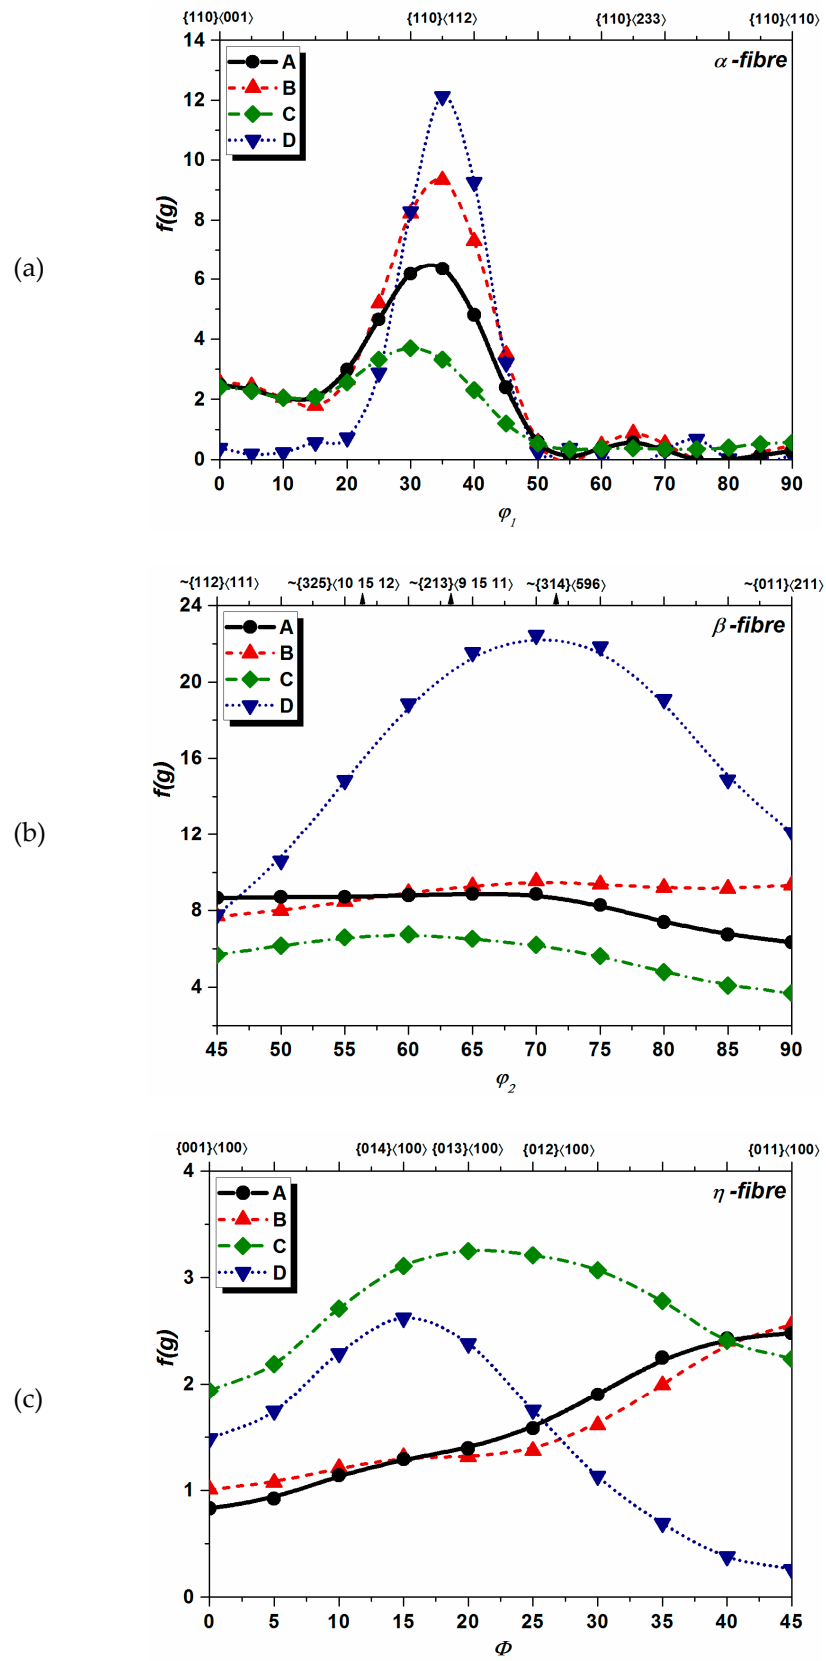 {110}⟨001⟩ {110}⟨112⟩ {110}⟨233⟩ {110}⟨110⟩
α -fibre
A
B
C
D
f(g)
14
12
10
8
6
4
2
0
0 10 20 30 40 50 60 70 80 90
φ1
(a)
~{112}⟨111⟩ ~{325}⟨10 15 12⟩ ~{213}⟨9 15 11⟩ ~{314}⟨596⟩ ~{011}⟨211⟩
β -fibre
A
B
C
D
f(g)
24
20
16
12
8
4
45 50 55 60 65 70 75 80 85 90
φ2
(b)
{001}⟨100⟩ {014}⟨100⟩ {013}⟨100⟩ {012}⟨100⟩ {011}⟨100⟩
η -fibre
A
B
C
D
f(g)
4
3
2
1
0
0 5 10 15 20 25 30 35 40 45
Φ
(c)